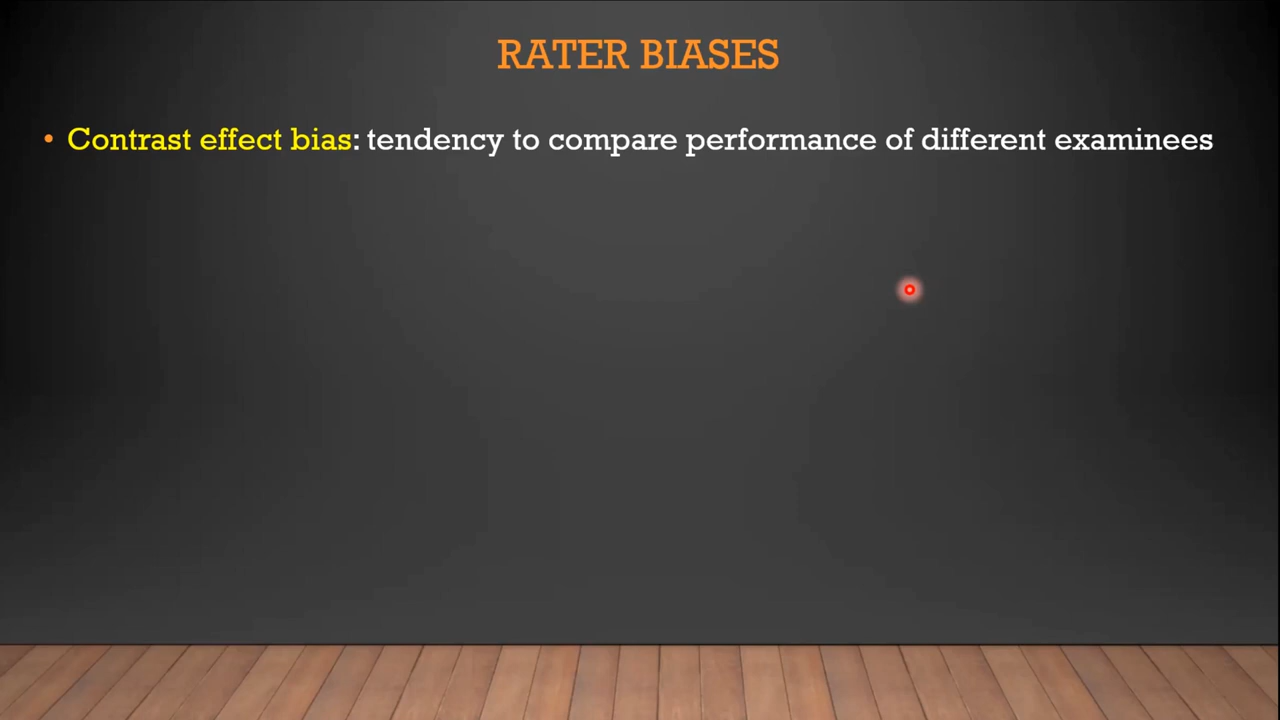 RATER BIASES
• Contrast effect bias: tendency to compare performance of different examinees